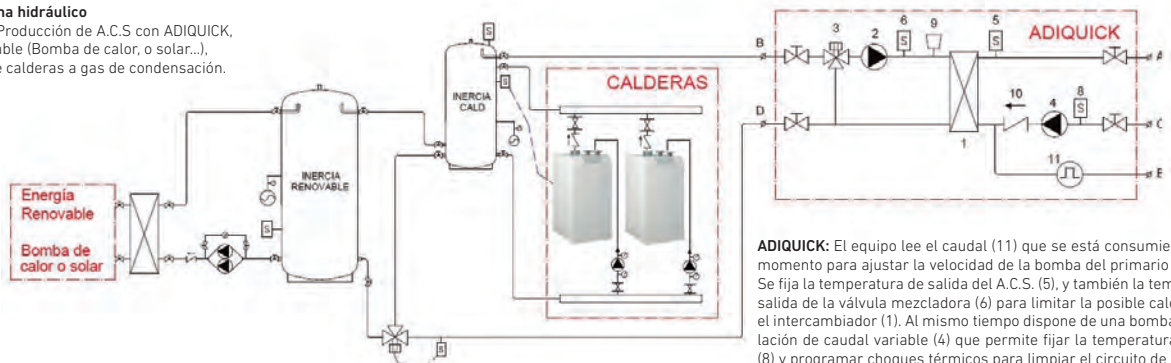 na hidráulico
Producción de A.C.S con ADIQUICK,
able (Bomba de calor, o solar...),
e calderas a gas de condensación.
Energía
Renovable
Bomba de
calor o solar
INERCIA
RENOVABLE
S
S
S
INERCIA
CALD
CALDERAS
S
B
D
3
2
6
S
9
5
S
ADIQUICK
A
10
4
8
S
C
1
11
E
ADIQUICK: El equipo lee el caudal (11) que se está consumie
momento para ajustar la velocidad de la bomba del primario
Se fija la temperatura de salida del A.C.S. (5), y también la tem
salida de la válvula mezcladora (6) para limitar la posible calc
el intercambiador (1). Al mismo tiempo dispone de una bomba
lación de caudal variable (4) que permite fijar la temperatura
(8) y programar choques térmicos para limpiar el circuito de